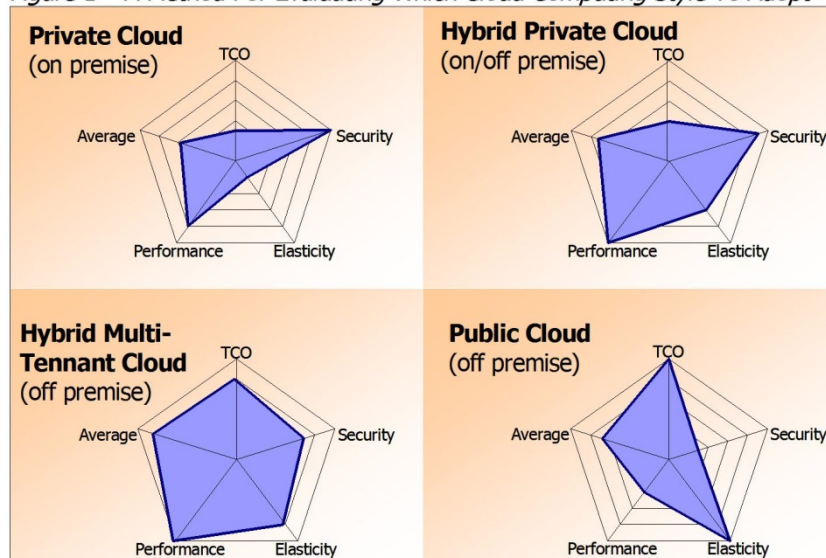 Private Cloud
(on premise)
TCO
Average
Security
Performance
Elasticity
Hybrid Private Cloud
(on/off premise)
TCO
Average
Security
Performance
Elasticity
Hybrid Multi-
Tennant Cloud
(off premise)
TCO
Average
Security
Performance
Elasticity
Public Cloud
(off premise)
TCO
Average
Security
Performance
Elasticity